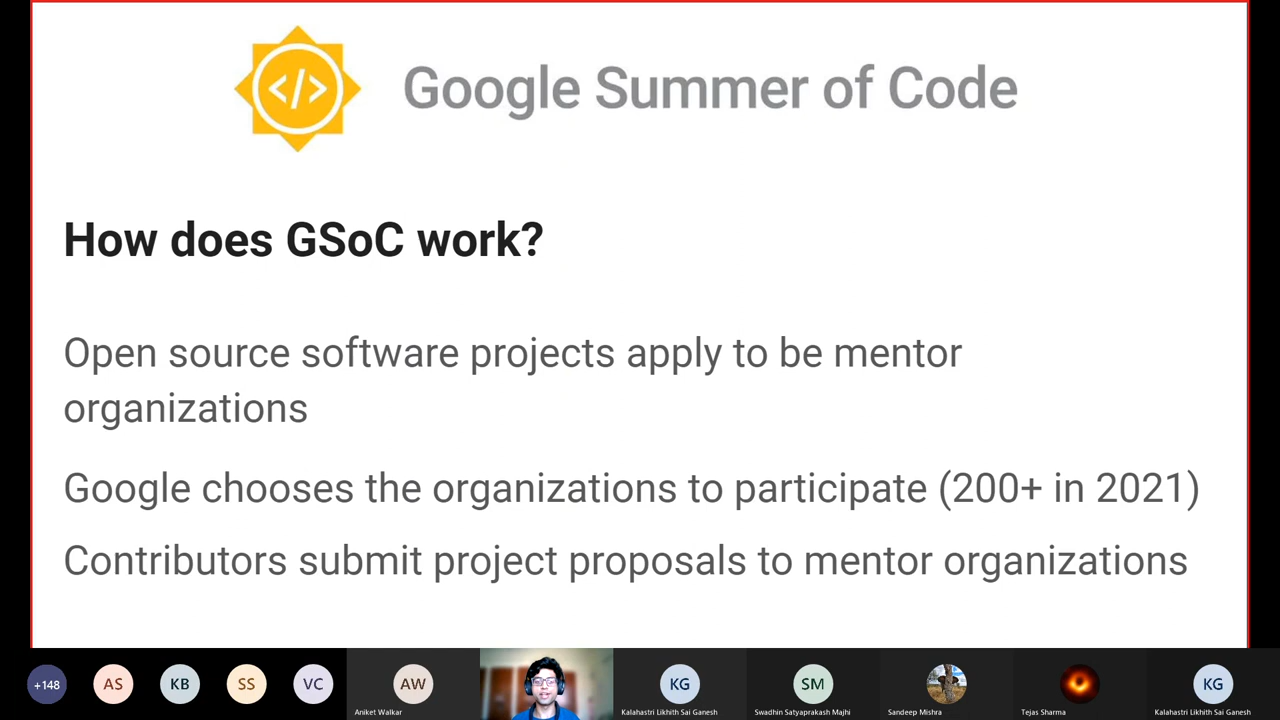 </>
Google Summer of Code
How does GSoC work?
Open source software projects apply to be mentor
organizations
Google chooses the organizations to participate (200+ in 2021)
Contributors submit project proposals to mentor organizations
+148
AS
KB
SS
VC
AW
KG
SM
KG
Aniket Walkar
Kalahastri Likhith Sai Ganesh
Swadhin Satyaprakash Majhi
Sandeep Mishra
Tejas Sharma
Kalahastri Likhith Sai Ganesh